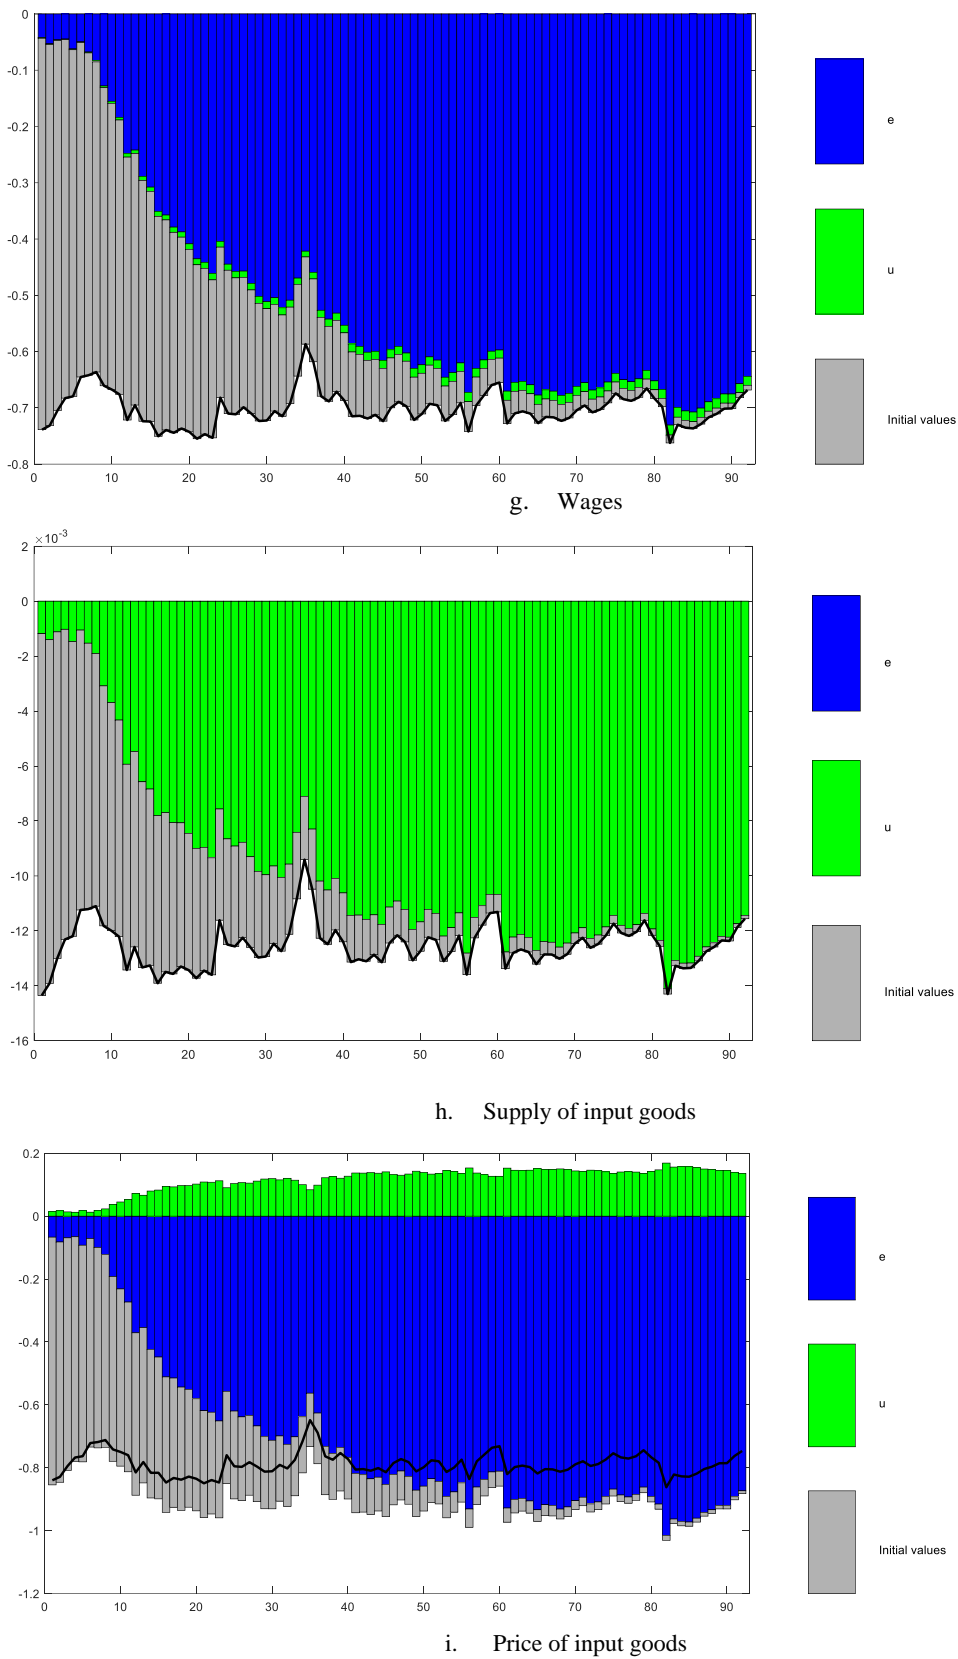 0
-0.1
-0.2
-0.3
-0.4
-0.5
-0.6
-0.7
-0.8
0 10 20 30 40 50 60 70 80 90
e
u
Initial values
g. Wages
×10-3
2
0
-2
-4
-6
-8
-10
-12
-14
-16
0 10 20 30 40 50 60 70 80 90
e
u
Initial values
h. Supply of input goods
0.2
0
-0.2
-0.4
-0.6
-0.8
-1
-1.2
0 10 20 30 40 50 60 70 80 90
e
u
Initial values
i. Price of input goods